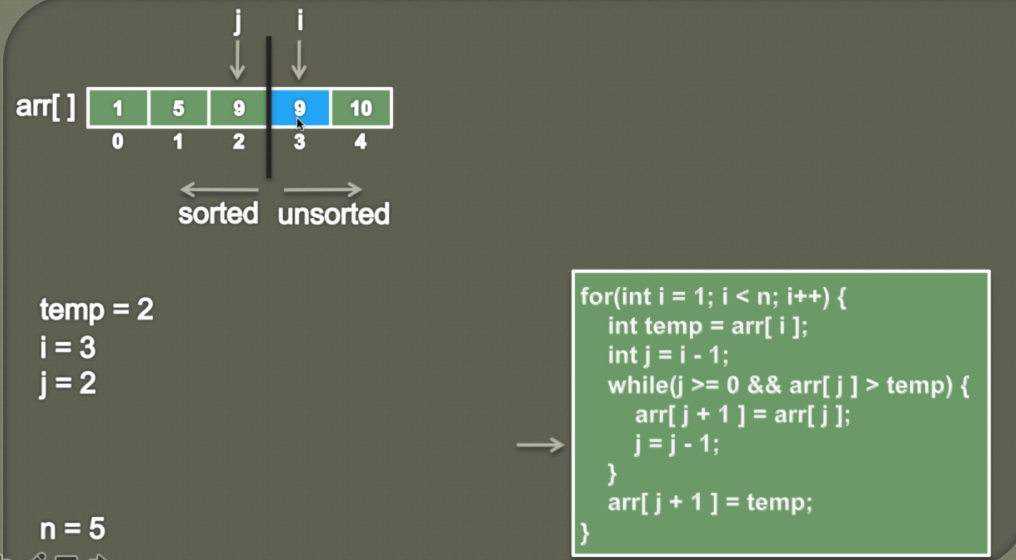 j i
arr[ ] 1 5 9 9 10
0 1 2 3 4
sorted unsorted
temp = 2
i = 3
j = 2
n = 5
for(int i = 1; i < n; i++) {
int temp = arr[ i ];
int j = i - 1;
while(j >= 0 && arr[ j ] > temp) {
arr[ j + 1 ] = arr[ j ];
j = j - 1;
}
arr[ j + 1 ] = temp;
}